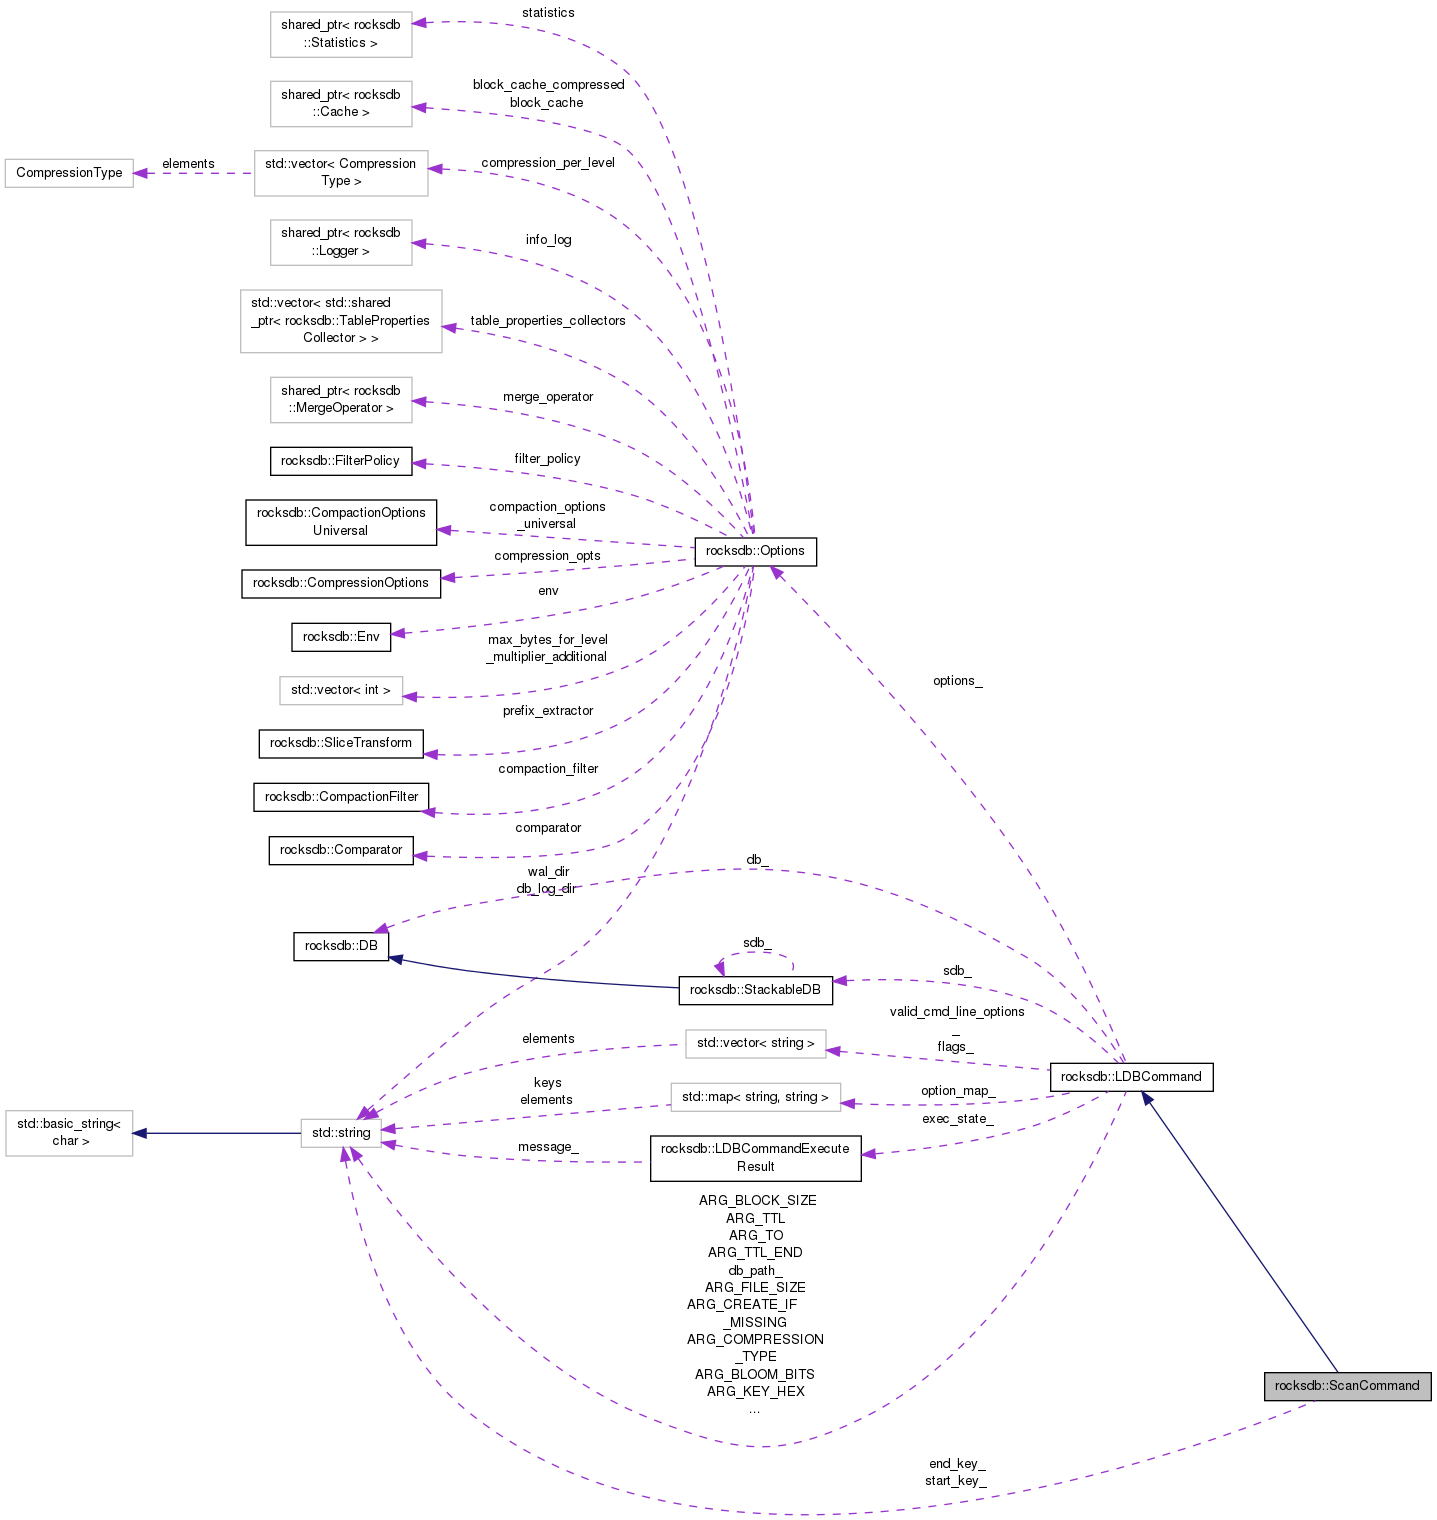 statistics
shared_ptr< rocksdb
::Statistics >
block_cache_compressed
block_cache
shared_ptr< rocksdb
::Cache >
CompressionType
elements
std::vector< Compression
Type >
compression_per_level
shared_ptr< rocksdb
::Logger >
info_log
std::vector< std::shared
_ptr< rocksdb::TableProperties
Collector > >
table_properties_collectors
shared_ptr< rocksdb
::MergeOperator >
merge_operator
rocksdb::FilterPolicy
filter_policy
rocksdb::CompactionOptions
Universal
compaction_options
_universal
rocksdb::Options
rocksdb::CompressionOptions
compression_opts
env
rocksdb::Env
max_bytes_for_level
_multiplier_additional
std::vector< int >
options_
prefix_extractor
rocksdb::SliceTransform
compaction_filter
rocksdb::CompactionFilter
comparator
rocksdb::Comparator
db_
wal_dir
db_log_dir
rocksdb::DB
sdb_
sdb_
rocksdb::StackableDB
valid_cmd_line_options
_
flags_
elements
std::vector< string >
rocksdb::LDBCommand
keys
elements
std::map< string, string >
option_map_
exec_state_
std::basic_string<
char >
std::string
message_
rocksdb::LDBCommandExecute
Result
ARG_BLOCK_SIZE
ARG_TTL
ARG_TO
ARG_TTL_END
db_path_
ARG_FILE_SIZE
ARG_CREATE_IF
_MISSING
ARG_COMPRESSION
_TYPE
ARG_BLOOM_BITS
ARG_KEY_HEX
...
rocksdb::ScanCommand
end_key_
start_key_